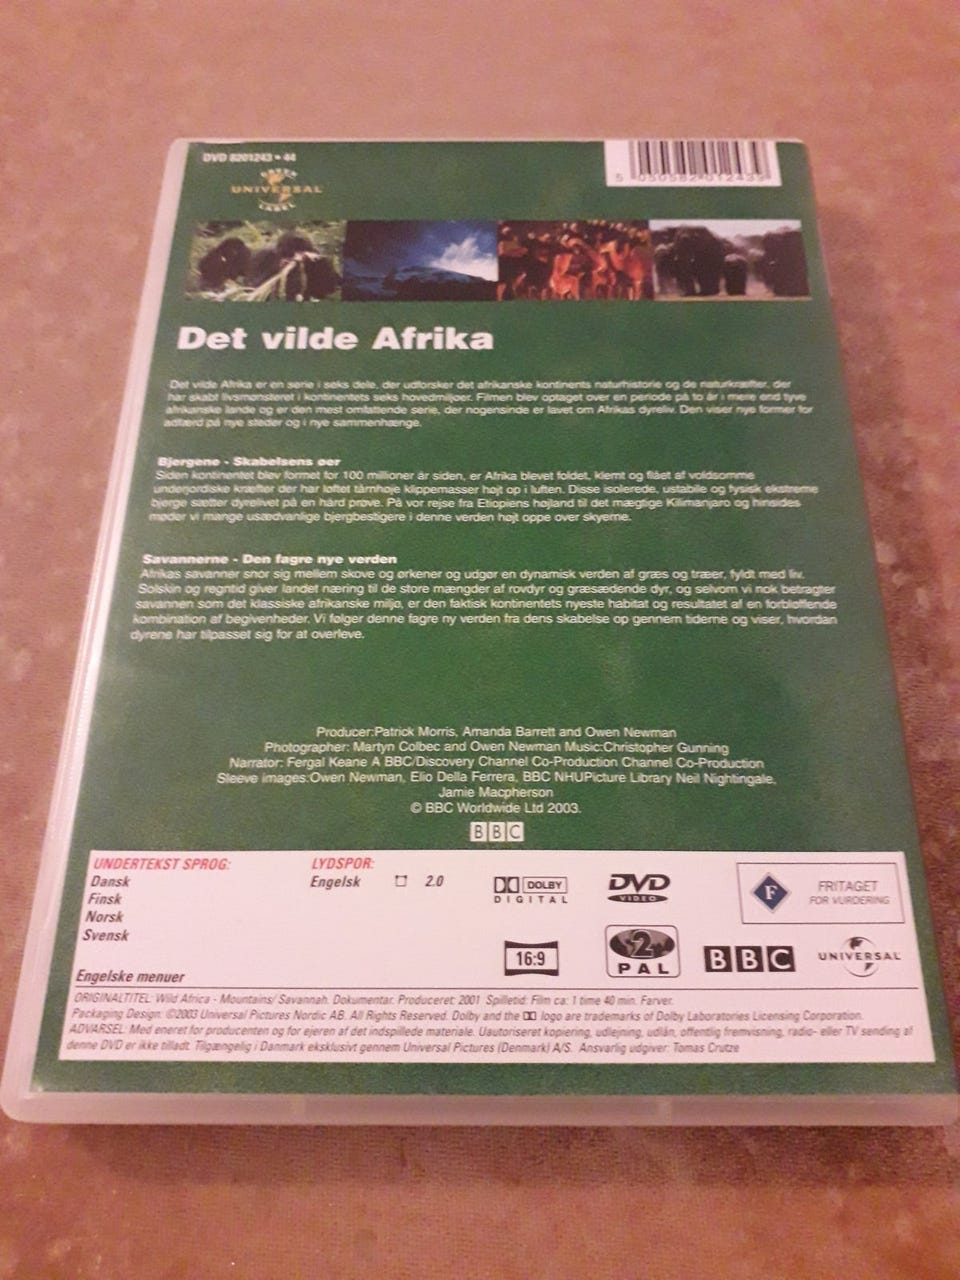 DVD 8201243 • 44
UNIVERSAL
LABEL
5 050582 012439
Det vilde Afrika
Det vilde Afrika er en serie i seks dele, der udforsker det afrikanske kontinents naturhistorie og de naturkræfter, der
har skabt livsmønsteret i kontinentets seks hovedmiljøer. Filmen blev optaget over en periode på to år i mere end tyve
afrikanske lande og er den mest omfattende serie, der nogensinde er lavet om Afrikas dyreliv. Den viser nye former for
adfærd på nye steder og i nye sammenhænge.
Bjergene - Skabelsens øer
Siden kontinentet blev formet for 100 millioner år siden, er Afrika blevet foldet, klemt og flået af voldsomme
underjordiske kræfter der har løftet tårnhøje klippemasser højt op i luften. Disse isolerede, ustabile og fysisk ekstreme
bjerge sætter dyrelivet på en hård prøve. På vor rejse fra Etiopiens højland til det mægtige Kilimanjaro og hinsides
møder vi mange usædvanlige bjergbestigere i denne verden højt oppe over skyerne.
Savannerne - Den fagre nye verden
Afrikas savanner snor sig mellem skove og ørkener og udgør en dynamisk verden af græs og træer, fyldt med liv.
Solskin og regntid giver landet næring til de store mængder af rovdyr og græsædende dyr, og selvom vi nok betragter
savannen som det klassiske afrikanske miljø, er den faktisk kontinentets nyeste habitat og resultatet af en forbløffende
kombination af begivenheder. Vi følger denne fagre ny verden fra dens skabelse op gennem tiderne og viser, hvordan
dyrene har tilpasset sig for at overleve.
Producer:Patrick Morris, Amanda Barrett and Owen Newman
Photographer: Martyn Colbec and Owen Newman Music:Christopher Gunning
Narrator: Fergal Keane A BBC/Discovery Channel Co-Production Channel Co-Production
Sleeve images:Owen Newman, Elio Della Ferrera, BBC NHUPicture Library Neil Nightingale,
Jamie Macpherson
© BBC Worldwide Ltd 2003.
BBC
UNDERTEKST SPROG:
Dansk
Finsk
Norsk
Svensk
Engelske menuer
LYDSPOR:
Engelsk 2.0
DOLBY
DIGITAL
DVD
VIDEO
F
FRITAGET
FOR VURDERING
16:9
2
PAL
BBC
UNIVERSAL
ORIGINALTITEL: Wild Africa - Mountains/ Savannah. Dokumentar. Produceret: 2001 Spilletid: Film ca: 1 time 40 min. Farver.
Packaging Design: ©2003 Universal Pictures Nordic AB. All Rights Reserved. Dolby and the DD logo are trademarks of Dolby Laboratories Licensing Corporation.
ADVARSEL: Med eneret for producenten og for ejeren af det indspillede materiale. Uautoriseret kopiering, udlejning, udlån, offentlig fremvisning, radio- eller TV sending af
denne DVD er ikke tilladt. Tilgængelig i Danmark eksklusivt gennem Universal Pictures (Denmark) A/S. Ansvarlig udgiver: Tomas Crutze